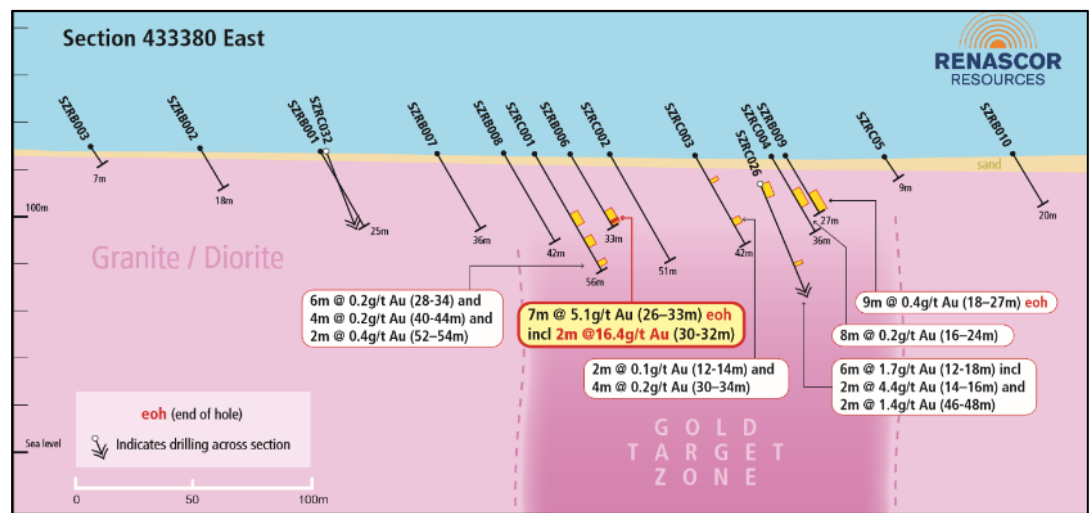 Section 433380 East
RENASCOR
RESOURCES
SZRB003
SZRB002
SZRB001
SZRC032
SZRB007
SZRB008
SZRC001
SZRB006
SZRC002
SZRC003
SZRC026
SZRC004
SZRB009
SZRC05
SZRB010
sand
7m
18m
25m
36m
42m
56m
33m
51m
42m
36m
27m
9m
20m
100m
Granite / Diorite
6m @ 0.2g/t Au (28-34) and
4m @ 0.2g/t Au (40-44m) and
2m @ 0.4g/t Au (52–54m)
7m @ 5.1g/t Au (26–33m) eoh
incl 2m @16.4g/t Au (30-32m)
2m @ 0.1g/t Au (12-14m) and
4m @ 0.2g/t Au (30–34m)
9m @ 0.4g/t Au (18–27m) eoh
8m @ 0.2g/t Au (16–24m)
6m @ 1.7g/t Au (12-18m) incl
2m @ 4.4g/t Au (14–16m) and
2m @ 1.4g/t Au (46-48m)
GOLD
TARGET
ZONE
eoh (end of hole)
Indicates drilling across section
Sea level
0 50 100m